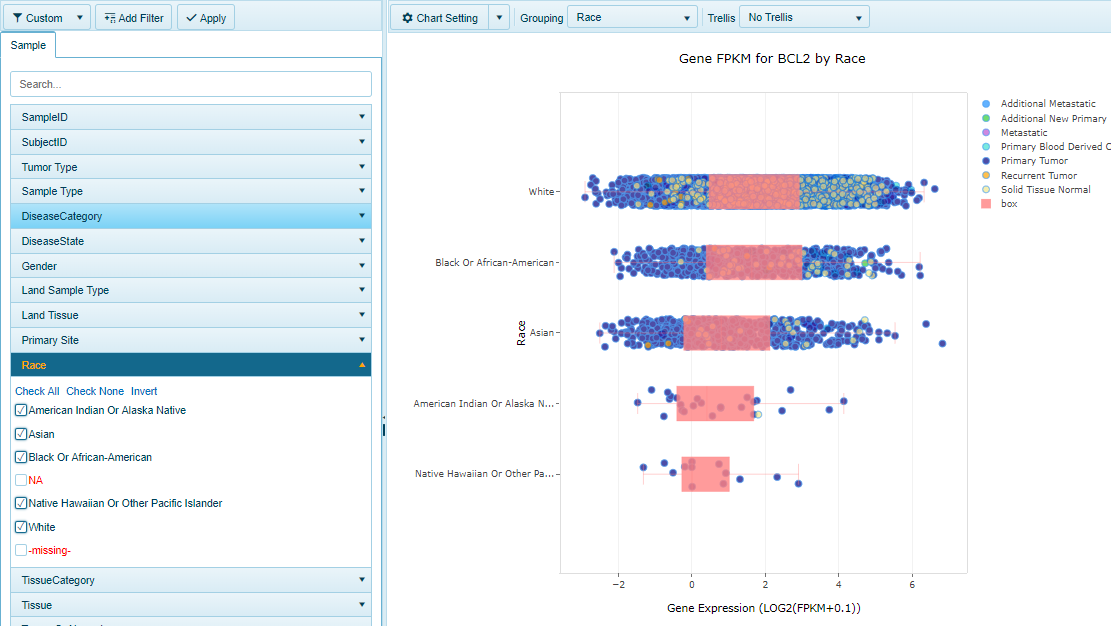 Custom
Add Filter
Apply
Chart Setting
Grouping
Race
Trellis
No Trellis
Sample
Search...
SampleID
SubjectID
Tumor Type
Sample Type
DiseaseCategory
DiseaseState
Gender
Land Sample Type
Land Tissue
Primary Site
Race
Check All Check None Invert
American Indian Or Alaska Native
Asian
Black Or African-American
NA
Native Hawaiian Or Other Pacific Islander
White
-missing-
TissueCategory
Tissue
Gene FPKM for BCL2 by Race
Race
White
Black Or African-American
Asian
American Indian Or Alaska N...
Native Hawaiian Or Other Pa...
−2
0
2
4
6
Gene Expression (LOG2(FPKM+0.1))
Additional Metastatic
Additional New Primary
Metastatic
Primary Blood Derived C
Primary Tumor
Recurrent Tumor
Solid Tissue Normal
box